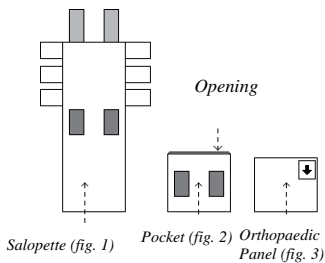 Opening
Salopette (fig. 1)
Pocket (fig. 2)
Orthopaedic
Panel (fig. 3)